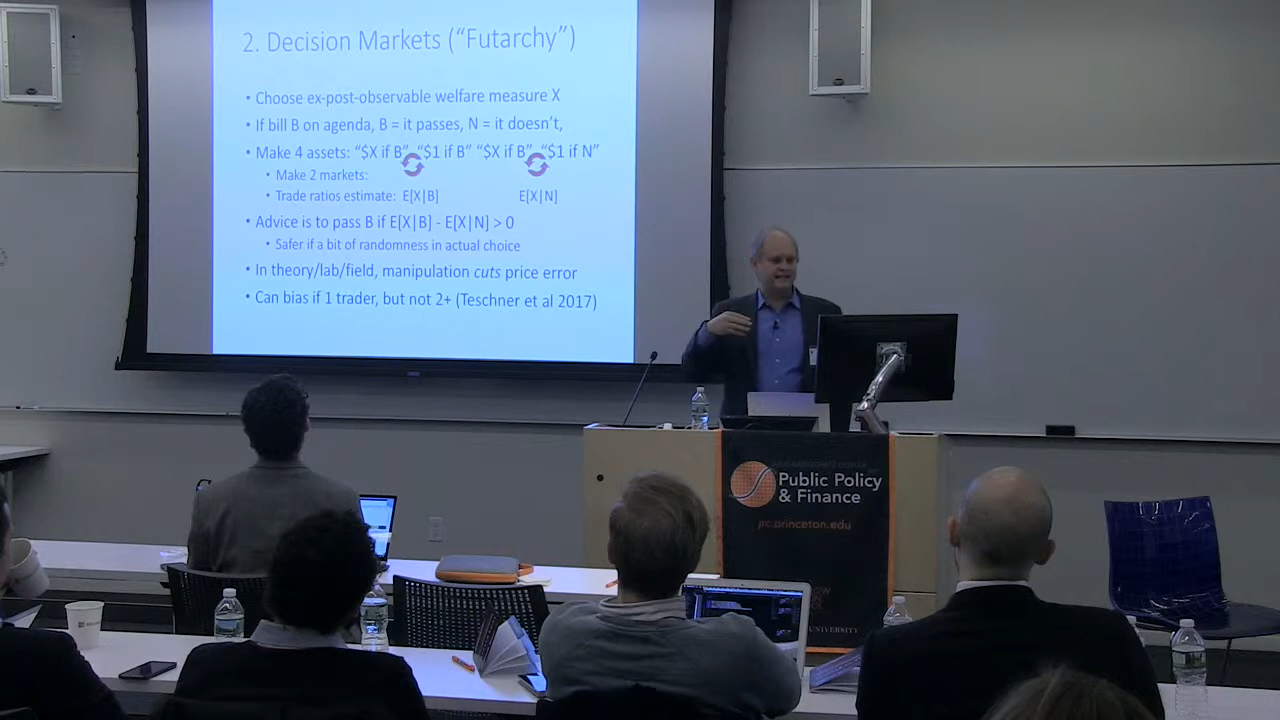 2. Decision Markets (“Futarchy”)
• Choose ex-post-observable welfare measure X
• If bill B on agenda, B = it passes, N = it doesn’t,
• Make 4 assets: “$X if B”, “$1 if B” “$X if B”, “$1 if N”
• Make 2 markets:
• Trade ratios estimate: E[X|B] E[X|N]
• Advice is to pass B if E[X|B] - E[X|N] > 0
• Safer if a bit of randomness in actual choice
• In theory/lab/field, manipulation cuts price error
• Can bias if 1 trader, but not 2+ (Teschner et al 2017)
Public Policy
& Finance
jrc.princeton.edu
UNIVERSITY